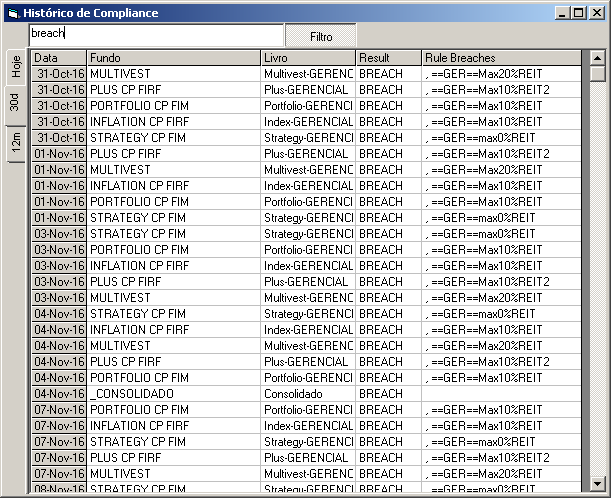 Histórico de Compliance
breach Filtro
Hoje
30d
12m
Data Fundo Livro Result Rule Breaches
31-Oct-16 MULTIVEST Multivest-GERENC BREACH , ==GER==Max20%REIT
31-Oct-16 PLUS CP FIRF Plus-GERENCIAL BREACH , ==GER==Max10%REIT2
31-Oct-16 PORTFOLIO CP FIM Portfolio-GERENCI BREACH , ==GER==Max10%REIT
31-Oct-16 INFLATION CP FIRF Index-GERENCIAL BREACH , ==GER==Max10%REIT
31-Oct-16 STRATEGY CP FIM Strategy-GERENCI BREACH , ==GER==max0%REIT
01-Nov-16 PLUS CP FIRF Plus-GERENCIAL BREACH , ==GER==Max10%REIT2
01-Nov-16 MULTIVEST Multivest-GERENC BREACH , ==GER==Max20%REIT
01-Nov-16 INFLATION CP FIRF Index-GERENCIAL BREACH , ==GER==Max10%REIT
01-Nov-16 PORTFOLIO CP FIM Portfolio-GERENCI BREACH , ==GER==Max10%REIT
01-Nov-16 STRATEGY CP FIM Strategy-GERENCI BREACH , ==GER==max0%REIT
03-Nov-16 STRATEGY CP FIM Strategy-GERENCI BREACH , ==GER==max0%REIT
03-Nov-16 PORTFOLIO CP FIM Portfolio-GERENCI BREACH , ==GER==Max10%REIT
03-Nov-16 INFLATION CP FIRF Index-GERENCIAL BREACH , ==GER==Max10%REIT
03-Nov-16 PLUS CP FIRF Plus-GERENCIAL BREACH , ==GER==Max10%REIT2
03-Nov-16 MULTIVEST Multivest-GERENC BREACH , ==GER==Max20%REIT
04-Nov-16 STRATEGY CP FIM Strategy-GERENCI BREACH , ==GER==max0%REIT
04-Nov-16 INFLATION CP FIRF Index-GERENCIAL BREACH , ==GER==Max10%REIT
04-Nov-16 MULTIVEST Multivest-GERENC BREACH , ==GER==Max20%REIT
04-Nov-16 PLUS CP FIRF Plus-GERENCIAL BREACH , ==GER==Max10%REIT2
04-Nov-16 PORTFOLIO CP FIM Portfolio-GERENCI BREACH , ==GER==Max10%REIT
04-Nov-16 _CONSOLIDADO Consolidado BREACH
07-Nov-16 PORTFOLIO CP FIM Portfolio-GERENCI BREACH , ==GER==Max10%REIT
07-Nov-16 INFLATION CP FIRF Index-GERENCIAL BREACH , ==GER==Max10%REIT
07-Nov-16 STRATEGY CP FIM Strategy-GERENCI BREACH , ==GER==max0%REIT
07-Nov-16 PLUS CP FIRF Plus-GERENCIAL BREACH , ==GER==Max10%REIT2
07-Nov-16 MULTIVEST Multivest-GERENC BREACH , ==GER==Max20%REIT
08-Nov-16 STRATEGY CP FIM Strategy-GERENCI BREACH , ==GER==max0%REIT